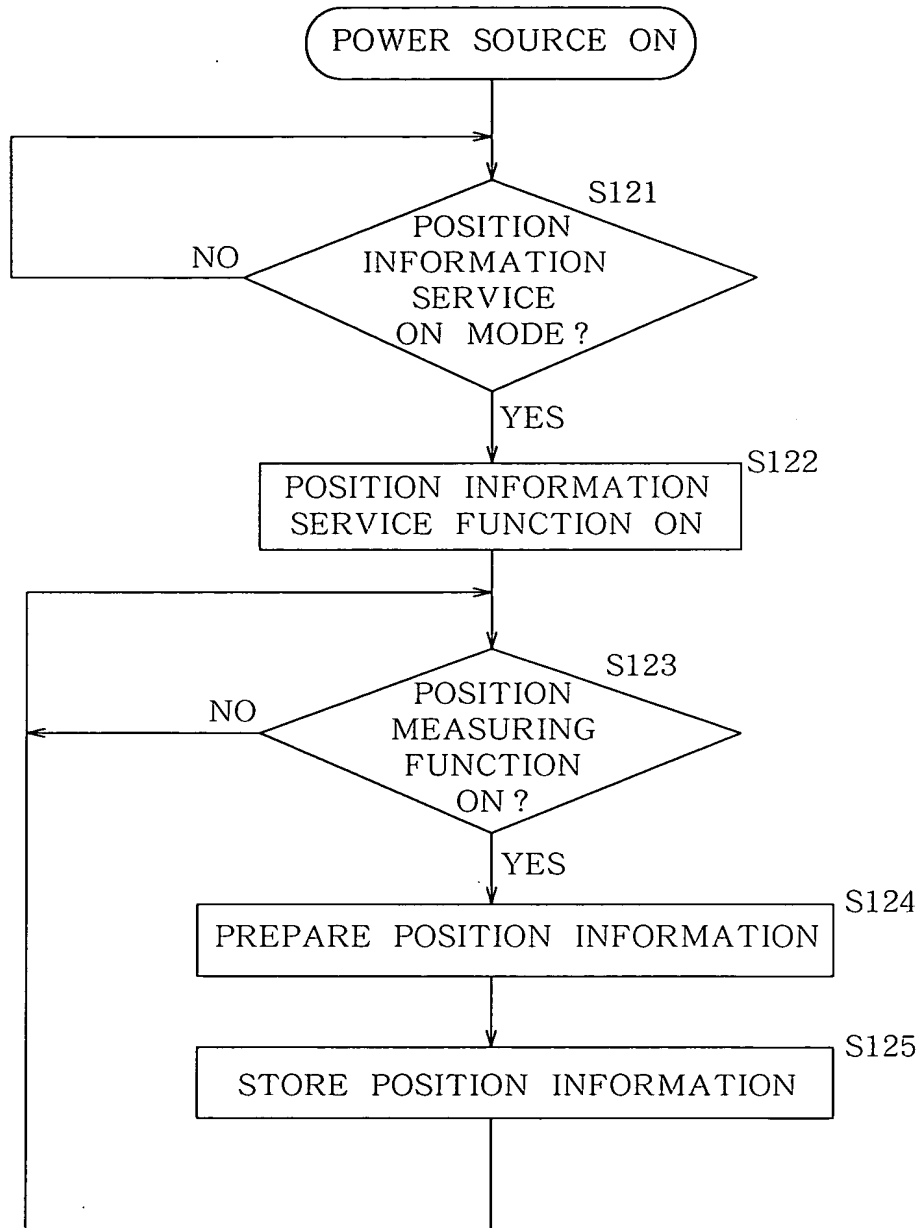 POWER SOURCE ON
S121
POSITION
INFORMATION
SERVICE
ON MODE?
NO
YES
S122
POSITION INFORMATION
SERVICE FUNCTION ON
S123
POSITION
MEASURING
FUNCTION
ON?
NO
YES
S124
PREPARE POSITION INFORMATION
S125
STORE POSITION INFORMATION